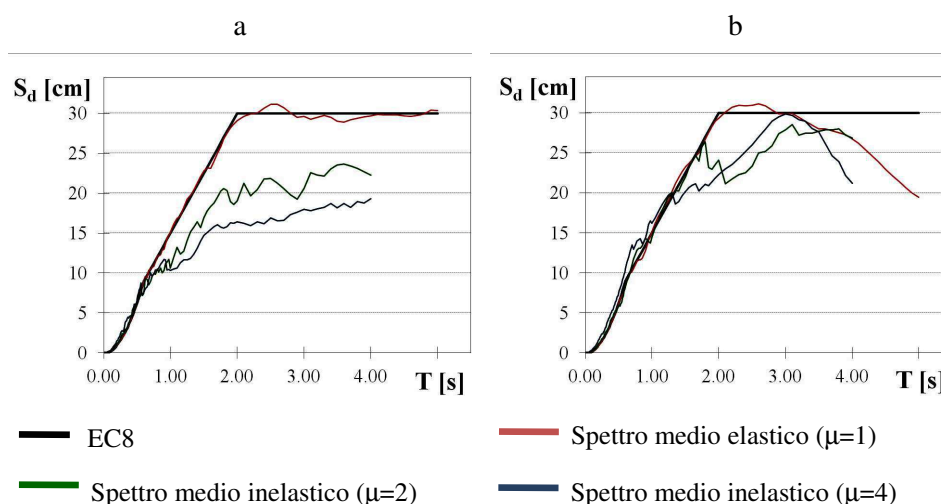 a
b
S_d [cm]
30
25
20
15
10
5
0
0.00 1.00 2.00 3.00 4.00
T [s]
S_d [cm]
30
25
20
15
10
5
0
0.00 1.00 2.00 3.00 4.00
T [s]
EC8
Spettro medio elastico (μ=1)
Spettro medio inelastico (μ=2)
Spettro medio inelastico (μ=4)